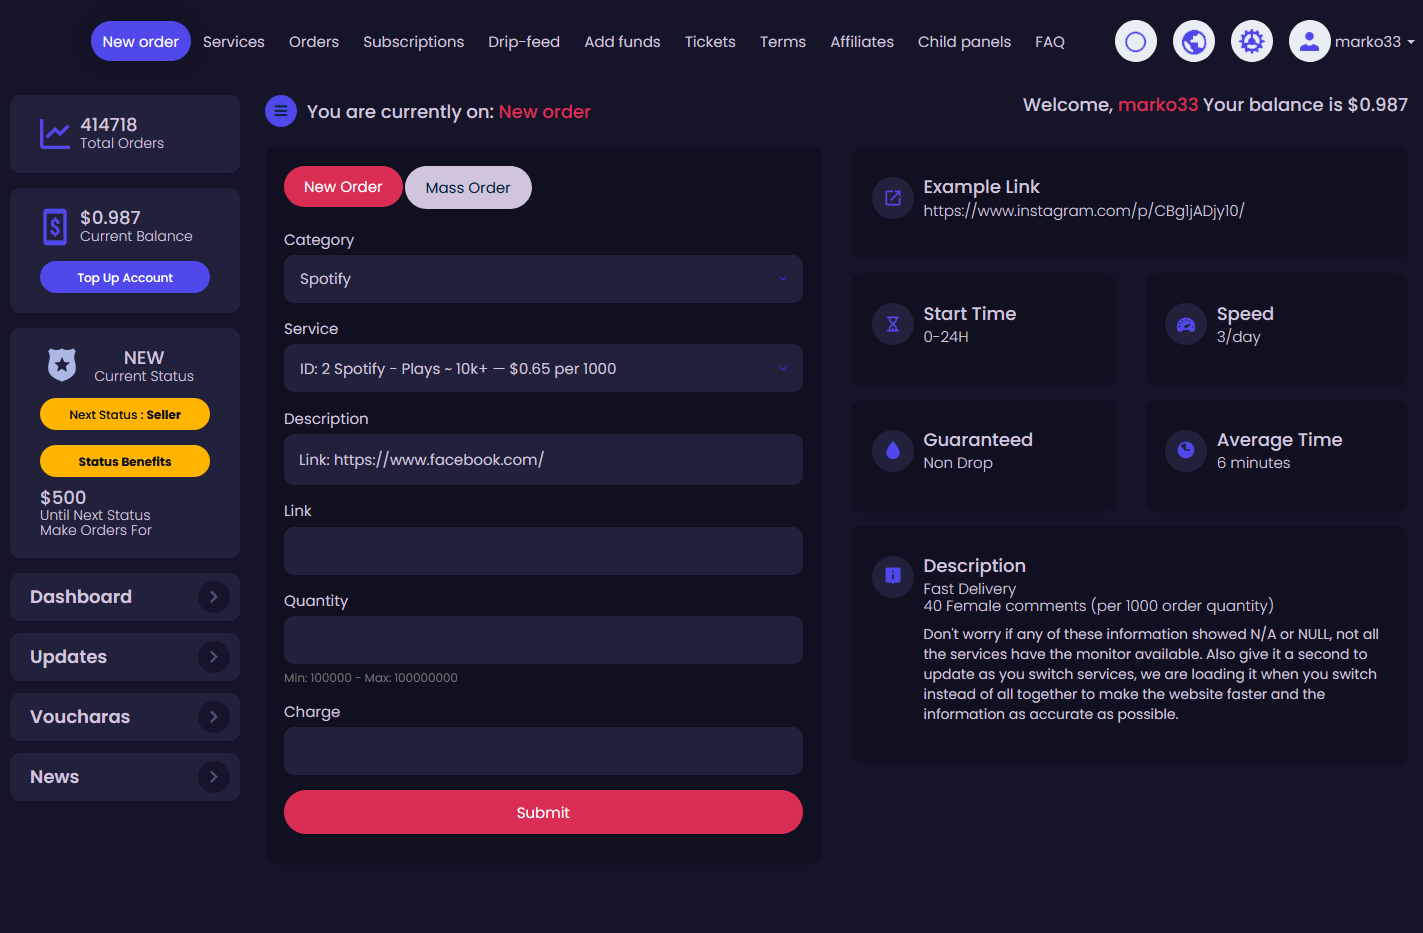 New order
Services
Orders
Subscriptions
Drip-feed
Add funds
Tickets
Terms
Affiliates
Child panels
FAQ
marko33
414718
Total Orders
$0.987
Current Balance
Top Up Account
NEW
Current Status
Next Status : Seller
Status Benefits
$500
Until Next Status
Make Orders For
Dashboard
Updates
Voucharas
News
You are currently on: New order
Welcome, marko33 Your balance is $0.987
New Order
Mass Order
Category
Spotify
Service
ID: 2 Spotify - Plays ~ 10k+ — $0.65 per 1000
Description
Link: https://www.facebook.com/
Link
Quantity
Min: 100000 - Max: 100000000
Charge
Submit
Example Link
https://www.instagram.com/p/CBg1jADjy10/
Start Time
0-24H
Speed
3/day
Guaranteed
Non Drop
Average Time
6 minutes
Description
Fast Delivery
40 Female comments (per 1000 order quantity)
Don't worry if any of these information showed N/A or NULL, not all
the services have the monitor available. Also give it a second to
update as you switch services, we are loading it when you switch
instead of all together to make the website faster and the
information as accurate as possible.